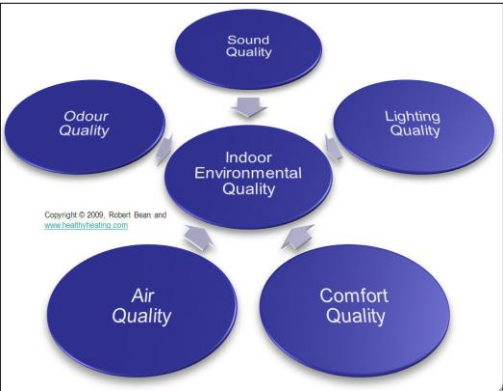 Sound
Quality
Odour
Quality
Lighting
Quality
Indoor
Environmental
Quality
Copyright © 2009, Robert Bean and
www.healthyheating.com
Air
Quality
Comfort
Quality